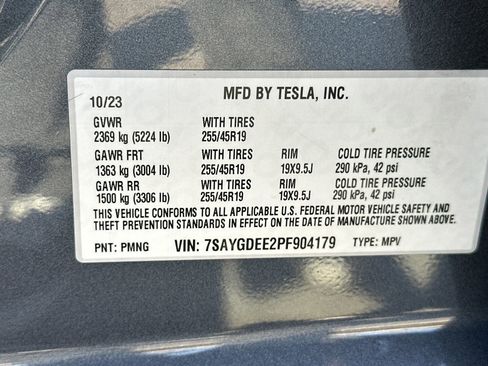 MFD BY TESLA, INC.
10/23
GVWR WITH TIRES
2369 kg (5224 lb) 255/45R19
GAWR FRT WITH TIRES RIM COLD TIRE PRESSURE
1363 kg (3004 lb) 255/45R19 19X9.5J 290 kPa, 42 psi
GAWR RR WITH TIRES RIM COLD TIRE PRESSURE
1500 kg (3306 lb) 255/45R19 19X9.5J 290 kPa, 42 psi
THIS VEHICLE CONFORMS TO ALL APPLICABLE U.S. FEDERAL MOTOR VEHICLE SAFETY AND
THEFT PREVENTION STANDARDS IN EFFECT ON THE DATE OF MANUFACTURE SHOWN ABOVE.
PNT: PMNG VIN: 7SAYGDEE2PF904179 TYPE: MPV